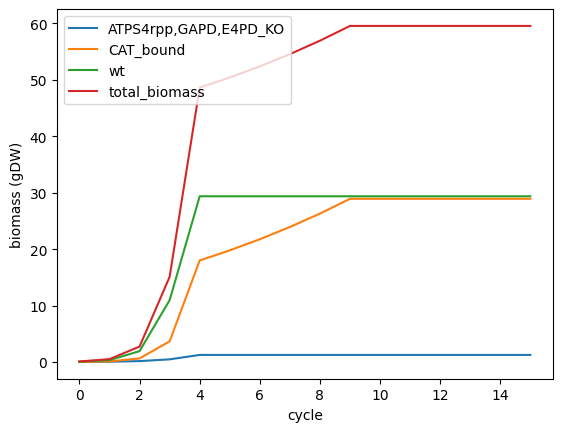 ATPS4rpp,GAPD,E4PD_KO
CAT_bound
wt
total_biomass
60
50
40
30
20
10
0
biomass (gDW)
0 2 4 6 8 10 12 14
cycle